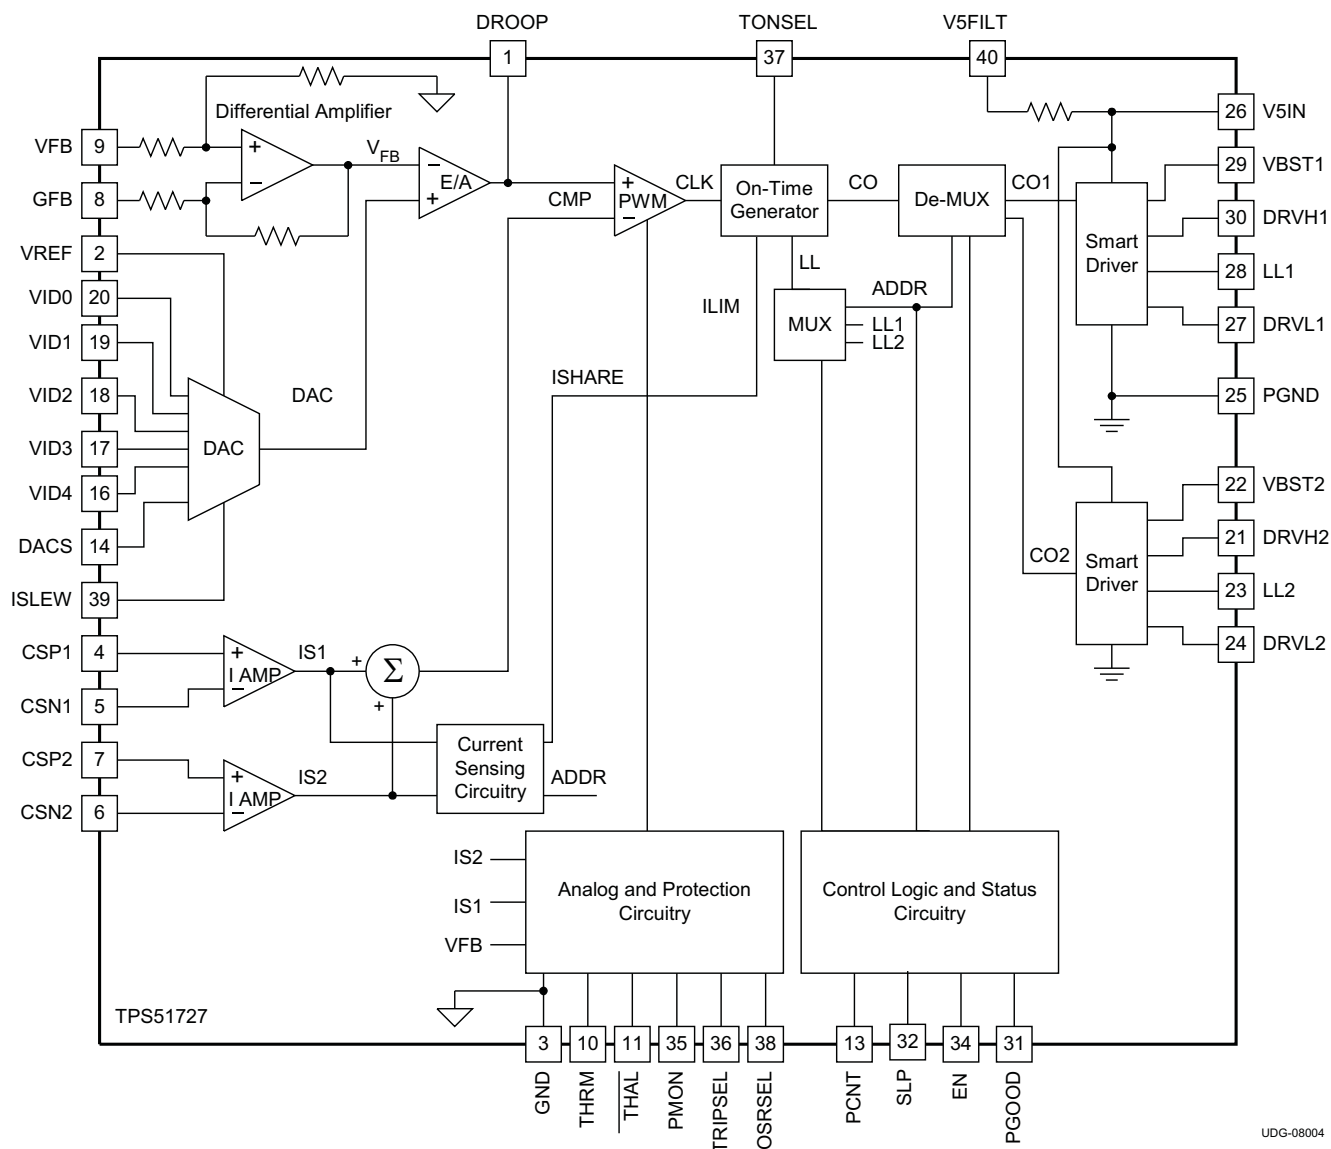 DROOP
TONSEL
V5FILT
1
37
40
Differential Amplifier
VFB
9
+
−
VFB
−
E/A
+
GFB
8
CMP
+
PWM
−
CLK
On-Time
Generator
CO
De-MUX
CO1
26
V5IN
29
VBST1
30
DRVH1
Smart
Driver
28
LL1
27
DRVL1
25
PGND
VREF
2
VID0
20
VID1
19
VID2
18
VID3
17
VID4
16
DACS
14
ISLEW
39
DAC
DAC
LL
ILIM
ADDR
MUX
LL1
LL2
ISHARE
CO2
Smart
Driver
22
VBST2
21
DRVH2
23
LL2
24
DRVL2
CSP1
4
+
I AMP
−
IS1
+
Σ
+
CSN1
5
CSP2
7
+
I AMP
−
IS2
CSN2
6
Current
Sensing
Circuitry
ADDR
IS2
IS1
VFB
Analog and Protection
Circuitry
Control Logic and Status
Circuitry
TPS51727
3
10
11
35
36
38
13
32
34
31
GND
THRM
THAL
PMON
TRIPSEL
OSRSEL
PCNT
SLP
EN
PGOOD
UDG-08004